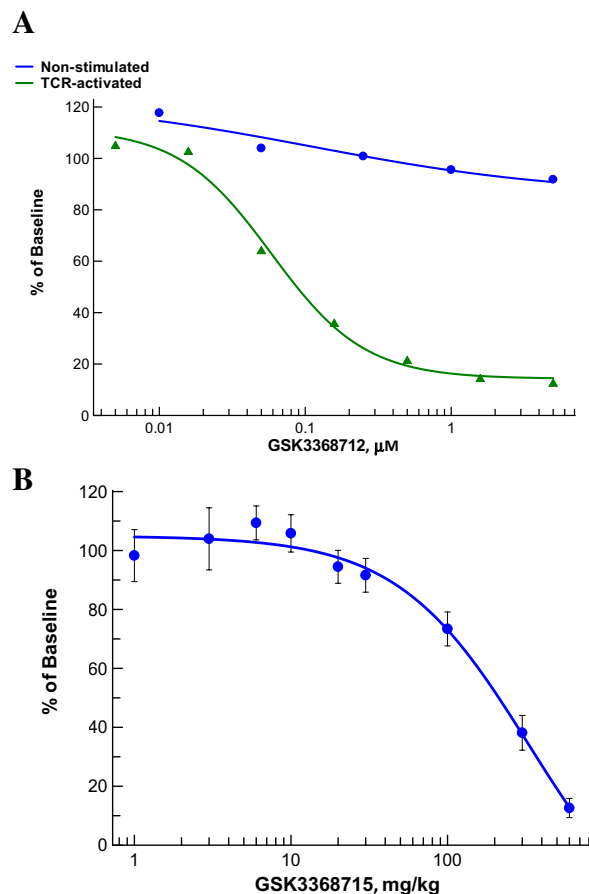 A
Non-stimulated
TCR-activated
120
100
80
60
40
20
0
% of Baseline
0.01
0.1
1
GSK3368712, μM
B
120
100
80
60
40
20
0
% of Baseline
1
10
100
GSK3368715, mg/kg